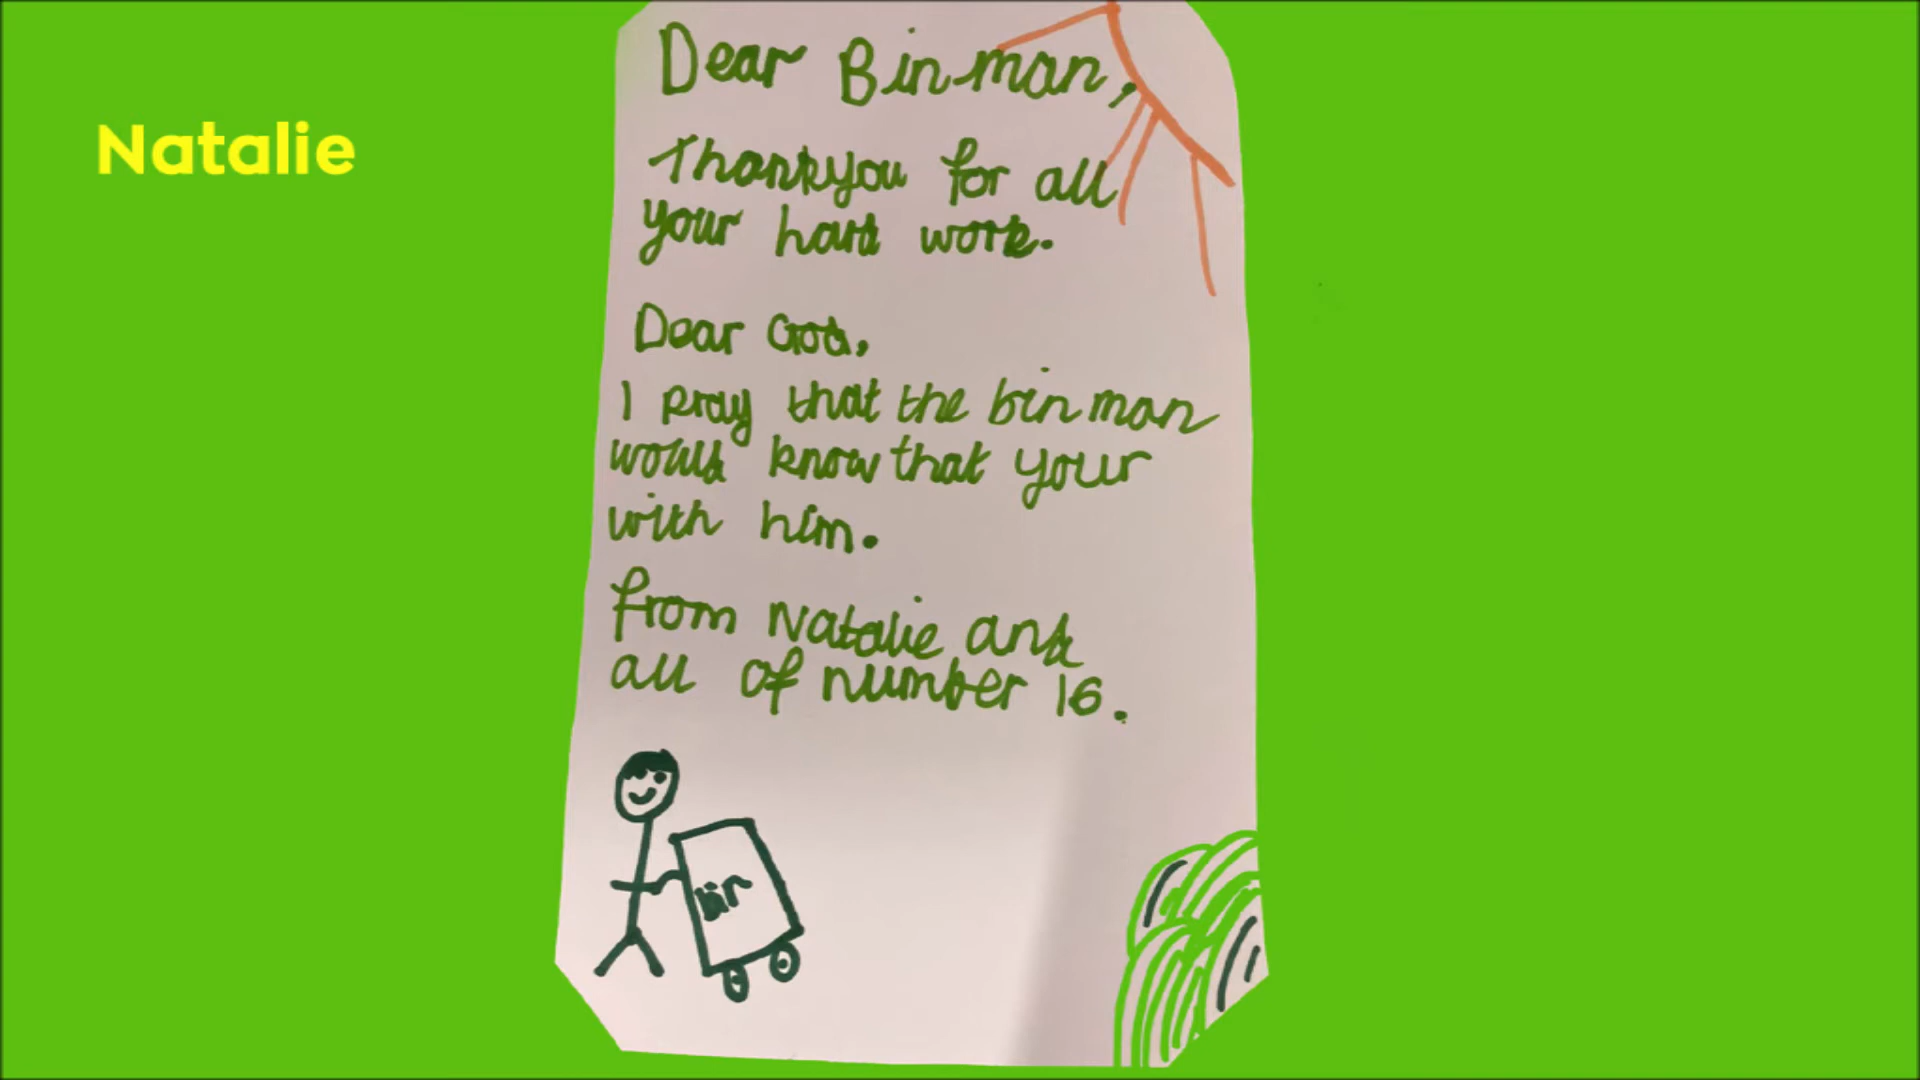 Natalie
Dear Bin man,
Thankyou for all
your hard work.
Dear God,
I pray that the bin man
would know that your
with him.
from Natalie and
all of number 16.
bin